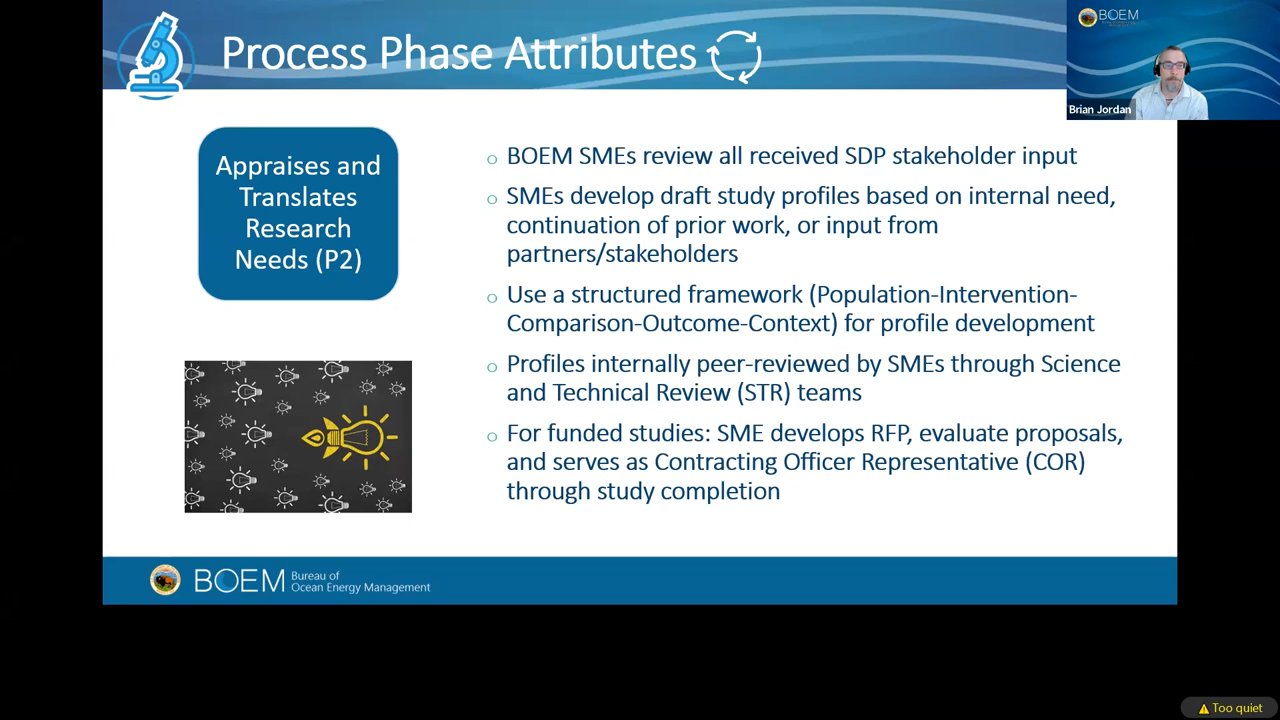 Process Phase Attributes
BOEM
Brian Jordan
Appraises and
Translates
Research
Needs (P2)
o BOEM SMEs review all received SDP stakeholder input
o SMEs develop draft study profiles based on internal need,
continuation of prior work, or input from
partners/stakeholders
o Use a structured framework (Population-Intervention-
Comparison-Outcome-Context) for profile development
o Profiles internally peer-reviewed by SMEs through Science
and Technical Review (STR) teams
o For funded studies: SME develops RFP, evaluate proposals,
and serves as Contracting Officer Representative (COR)
through study completion
BOEM
Bureau of
Ocean Energy Management
Too quiet